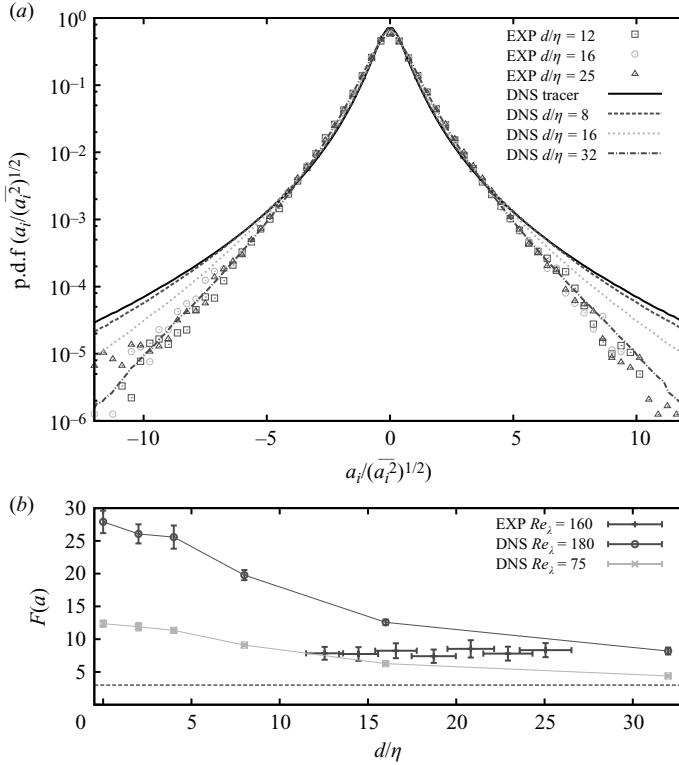 (a)
10^0
10^−1
10^−2
10^−3
10^−4
10^−5
10^−6
p.d.f (a_i/(\overline{a_i^2})^{1/2})
EXP d/η = 12
EXP d/η = 16
EXP d/η = 25
DNS tracer
DNS d/η = 8
DNS d/η = 16
DNS d/η = 32
−10 −5 0 5 10
a_i/(\overline{a_i^2})^{1/2})
(b)
30
25
20
15
10
5
F(a)
EXP Re_λ = 160
DNS Re_λ = 180
DNS Re_λ = 75
0 5 10 15 20 25 30
d/η